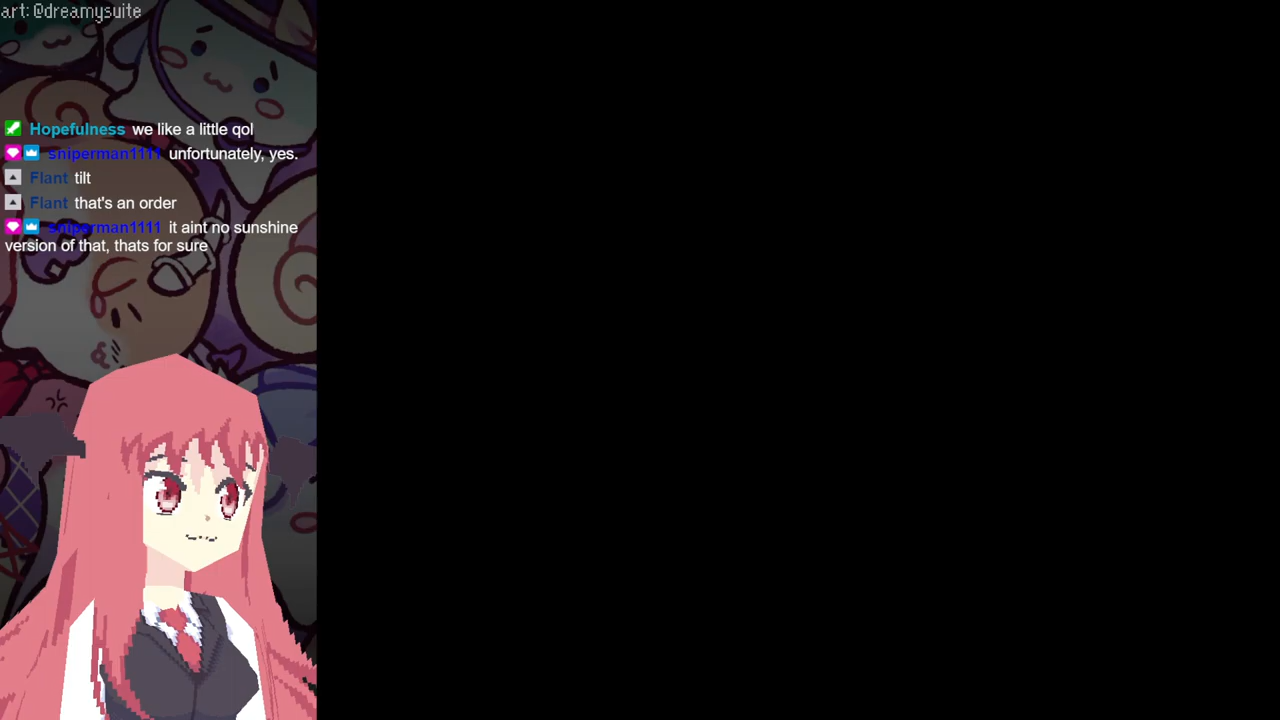 art: @dreamysuite
Hopefulness we like a little qol
sniperman1111 unfortunately, yes.
Flant tilt
Flant that's an order
sniperman1111 it aint no sunshine
version of that, thats for sure